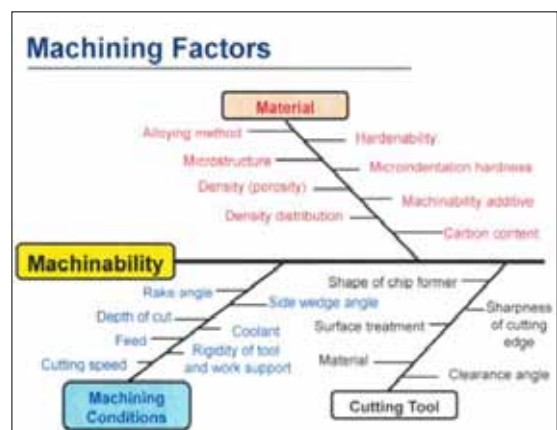 Machining Factors
Material
Alloying method
Hardenability
Microstructure
Microindentation hardness
Density (porosity)
Machinability additive
Density distribution
Carbon content
Machinability
Rake angle
Side wedge angle
Depth of cut
Coolant
Feed
Rigidity of tool
and work support
Cutting speed
Machining
Conditions
Shape of chip former
Sharpness
of cutting
edge
Surface treatment
Material
Clearance angle
Cutting Tool